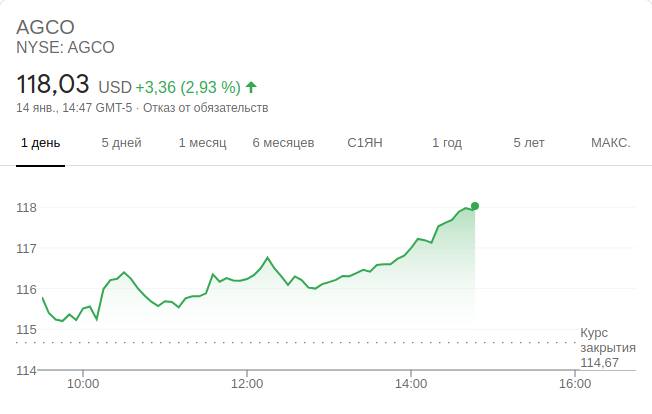 AGCO
NYSE: AGCO
118,03 USD +3,36 (2,93 %)
14 янв., 14:47 GMT-5 · Отказ от обязательств
1 день 5 дней 1 месяц 6 месяцев С1ЯН 1 год 5 лет МАКС.
118
117
116
115
Курс
закрытия
114,67
114
10:00 12:00 14:00 16:00